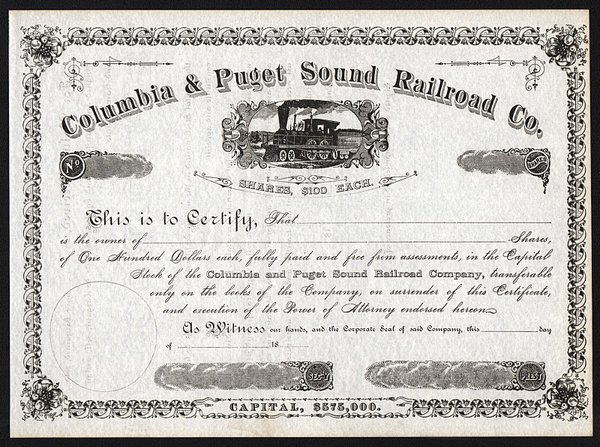 Columbia & Puget Sound Railroad Co.
No
SHARES
SHARES, $100 EACH.
This is to Certify, That
is the owner of Shares,
of One Hundred Dollars each, fully paid and free from assessments, in the Capital
Stock of the Columbia and Puget Sound Railroad Company, transferable
only on the books of the Company, on surrender of this Certificate,
and execution of the Power of Attorney endorsed hereon.
As Witness our hands, and the Corporate Seal of said Company, this day
of 18
SEC'Y
PREST
CAPITAL, $575,000.